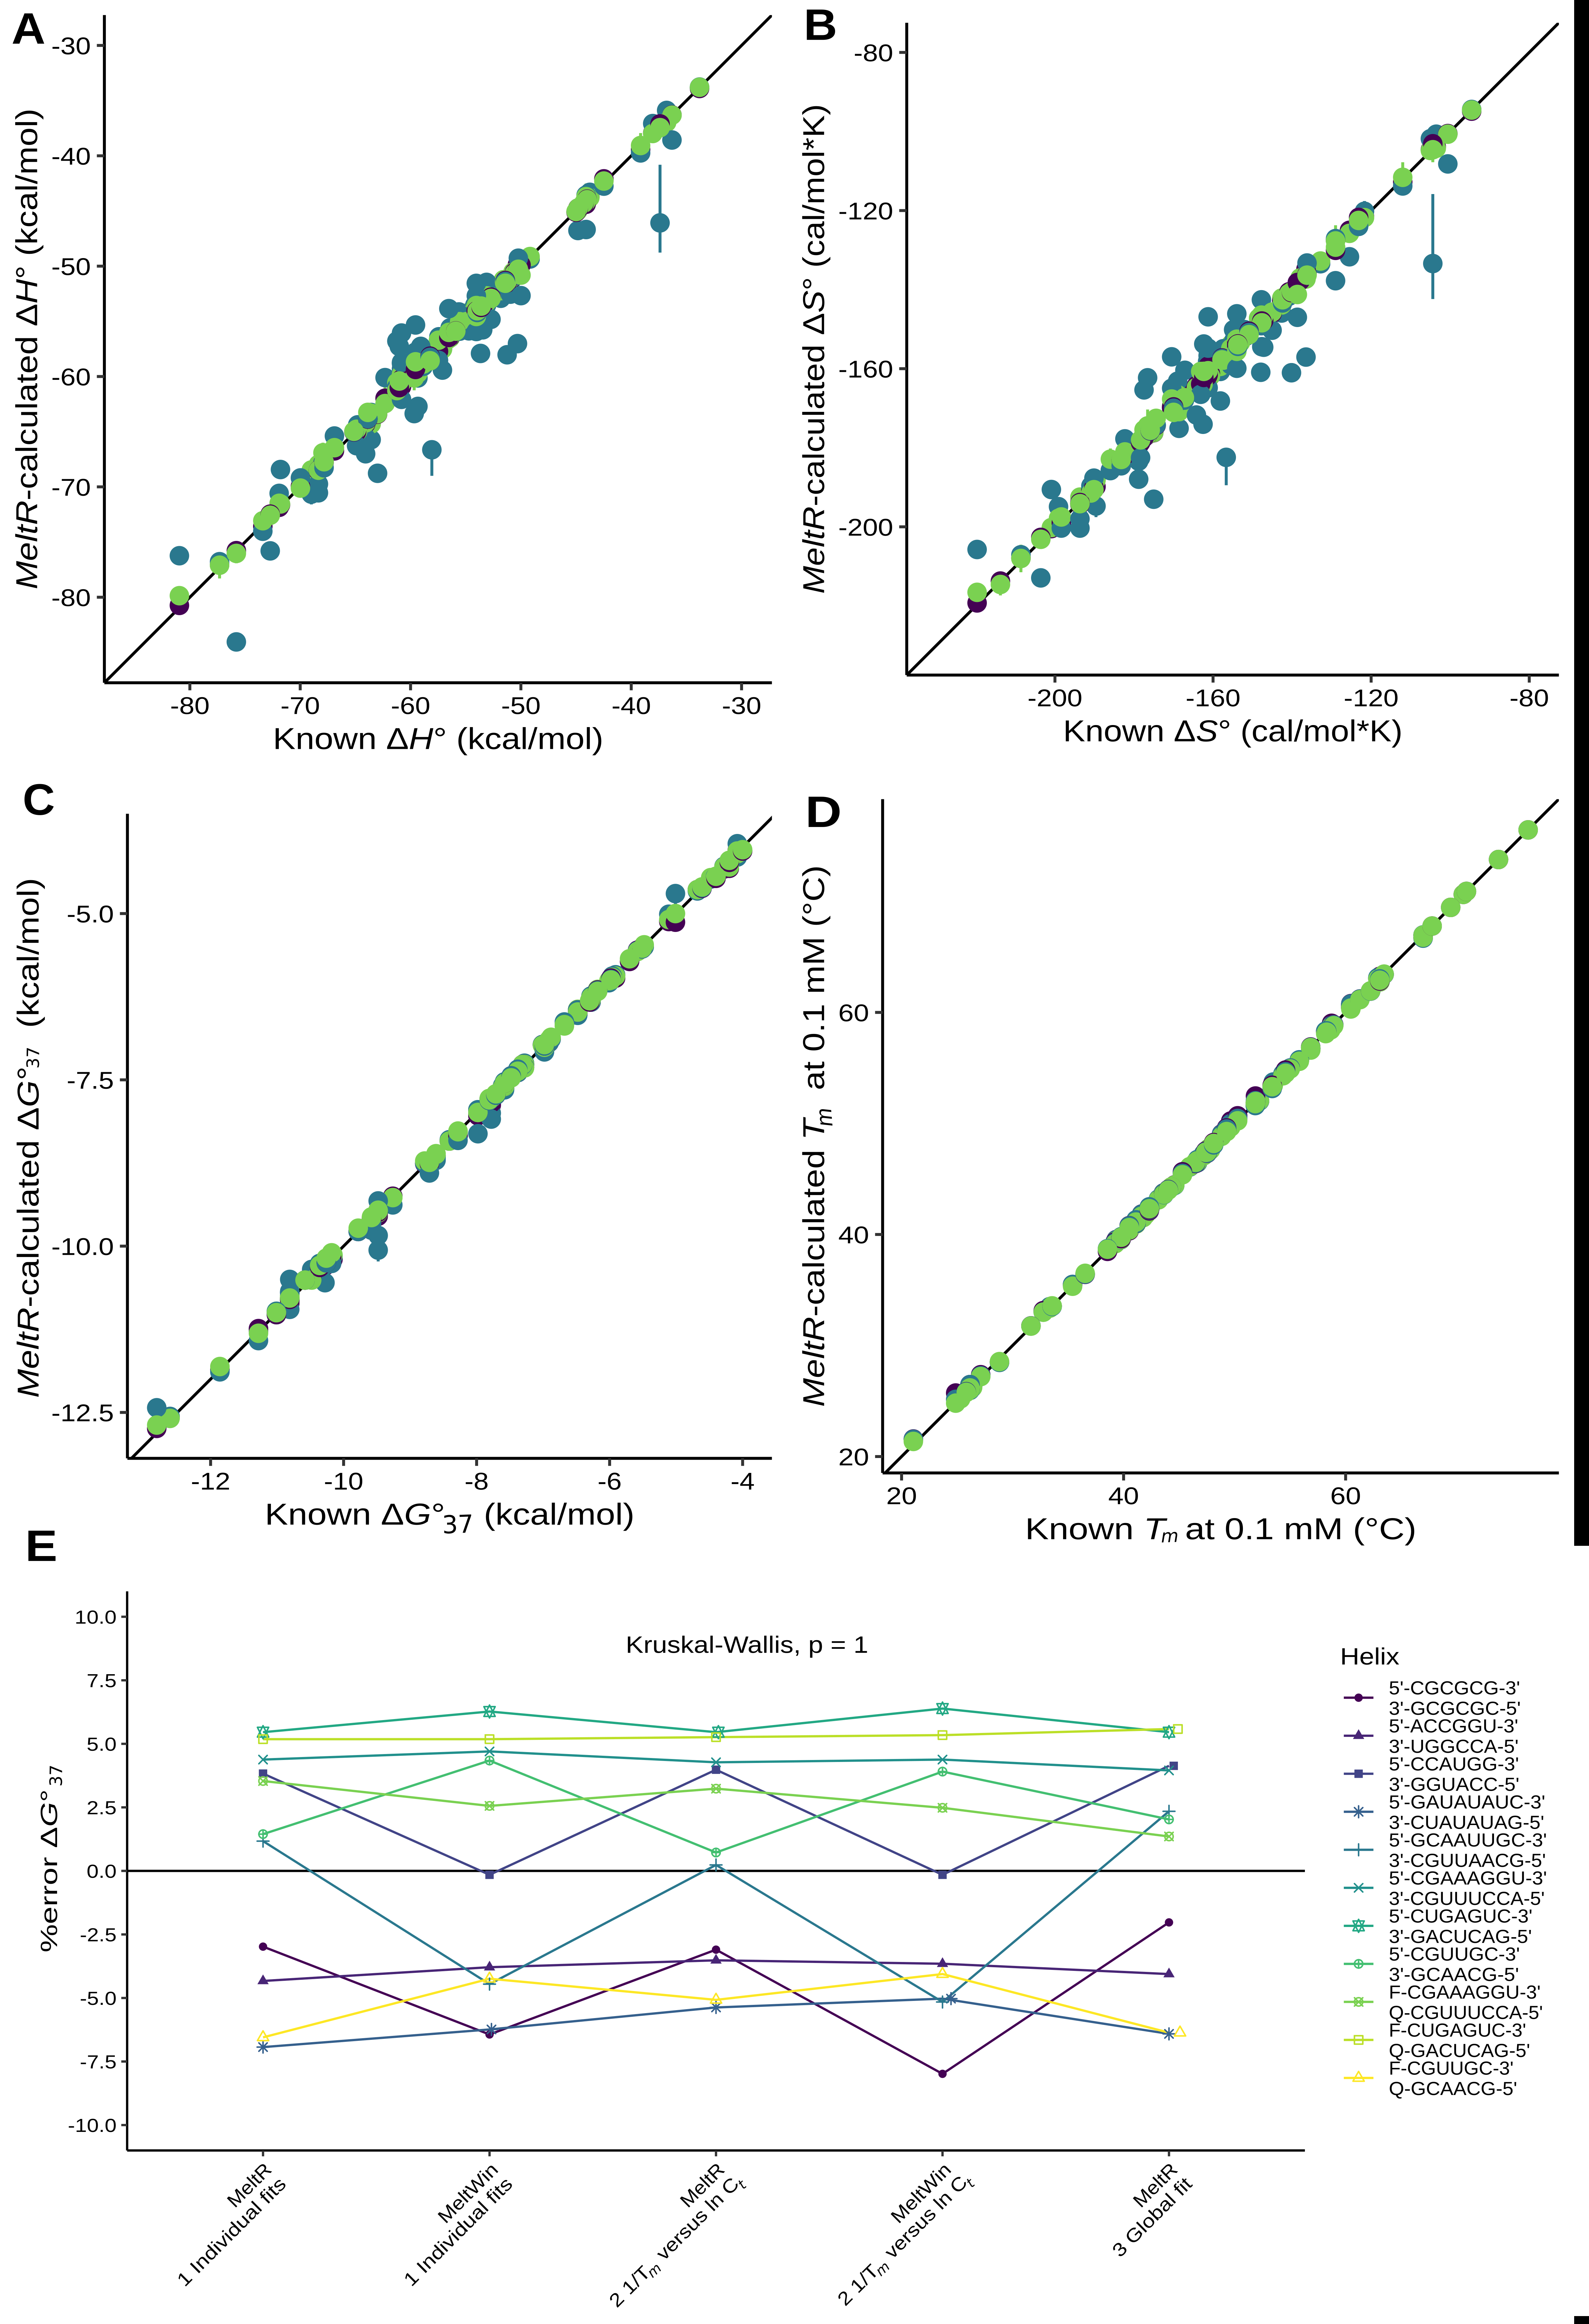 A
-30
-40
-50
-60
-70
-80
MeltR-calculated ΔH° (kcal/mol)
-80 -70 -60 -50 -40 -30
Known ΔH° (kcal/mol)
B
-80
-120
-160
-200
MeltR-calculated ΔS° (cal/mol*K)
-200 -160 -120 -80
Known ΔS° (cal/mol*K)
C
-5.0
-7.5
-10.0
-12.5
MeltR-calculated ΔG°37 (kcal/mol)
-12 -10 -8 -6 -4
Known ΔG°37 (kcal/mol)
D
60
40
20
MeltR-calculated Tm at 0.1 mM (°C)
20 40 60
Known Tm at 0.1 mM (°C)
E
10.0
7.5
5.0
2.5
0.0
-2.5
-5.0
-7.5
-10.0
%error ΔG°37
Kruskal-Wallis, p = 1
MeltR
1 Individual fits
MeltWin
1 Individual fits
MeltR
2 1/Tm versus ln Ct
MeltWin
2 1/Tm versus ln Ct
MeltR
3 Global fit
Helix
5'-CGCGCG-3'
3'-GCGCGC-5'
5'-ACCGGU-3'
3'-UGGCCA-5'
5'-CCAUGG-3'
3'-GGUACC-5'
5'-GAUAUAUC-3'
3'-CUAUAUAG-5'
5'-GCAAUUGC-3'
3'-CGUUAACG-5'
5'-CGAAAGGU-3'
3'-CGUUUCCA-5'
5'-CUGAGUC-3'
3'-GACUCAG-5'
5'-CGUUGC-3'
3'-GCAACG-5'
F-CGAAAGGU-3'
Q-CGUUUCCA-5'
F-CUGAGUC-3'
Q-GACUCAG-5'
F-CGUUGC-3'
Q-GCAACG-5'